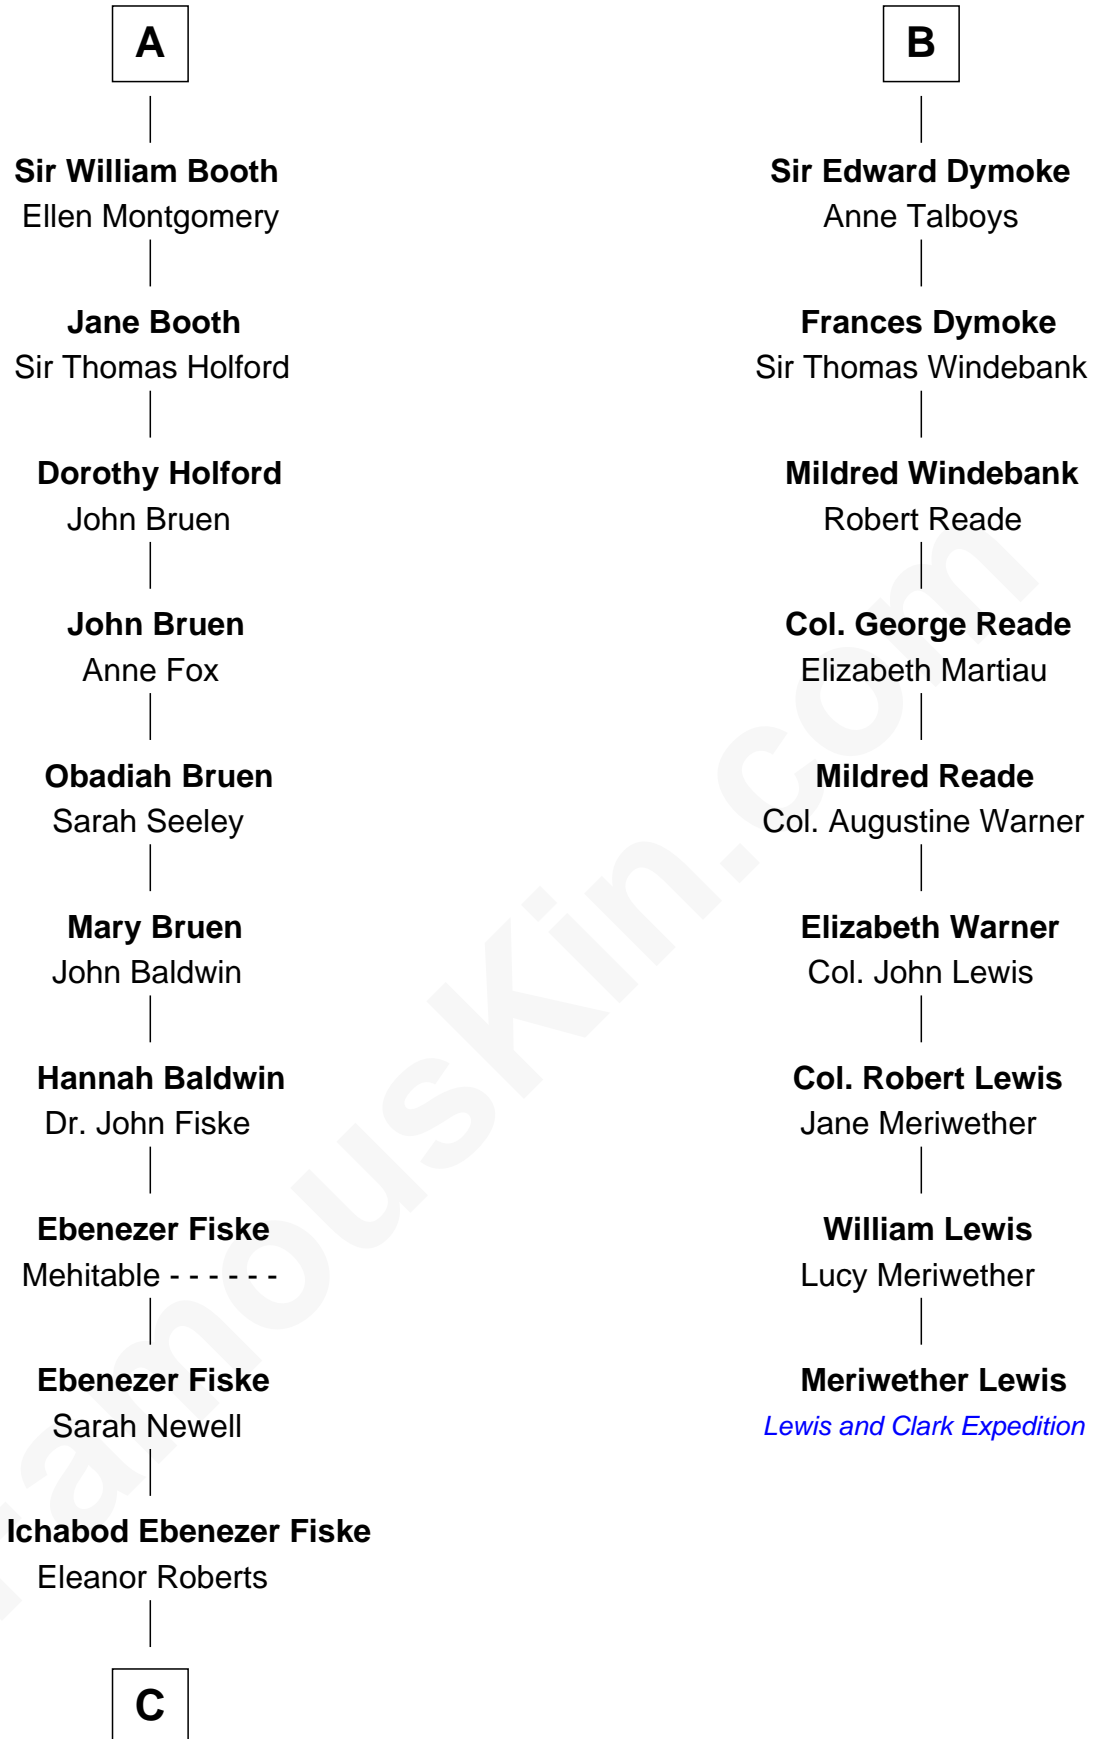 A
Sir William Booth
Ellen Montgomery
Jane Booth
Sir Thomas Holford
Dorothy Holford
John Bruen
John Bruen
Anne Fox
Obadiah Bruen
Sarah Seeley
Mary Bruen
John Baldwin
Hannah Baldwin
Dr. John Fiske
Ebenezer Fiske
Mehitable - - - - - -
Ebenezer Fiske
Sarah Newell
Ichabod Ebenezer Fiske
Eleanor Roberts
C
B
Sir Edward Dymoke
Anne Talboys
Frances Dymoke
Sir Thomas Windebank
Mildred Windebank
Robert Reade
Col. George Reade
Elizabeth Martiau
Mildred Reade
Col. Augustine Warner
Elizabeth Warner
Col. John Lewis
Col. Robert Lewis
Jane Meriwether
William Lewis
Lucy Meriwether
Meriwether Lewis
Lewis and Clark Expedition
FamousKin.com